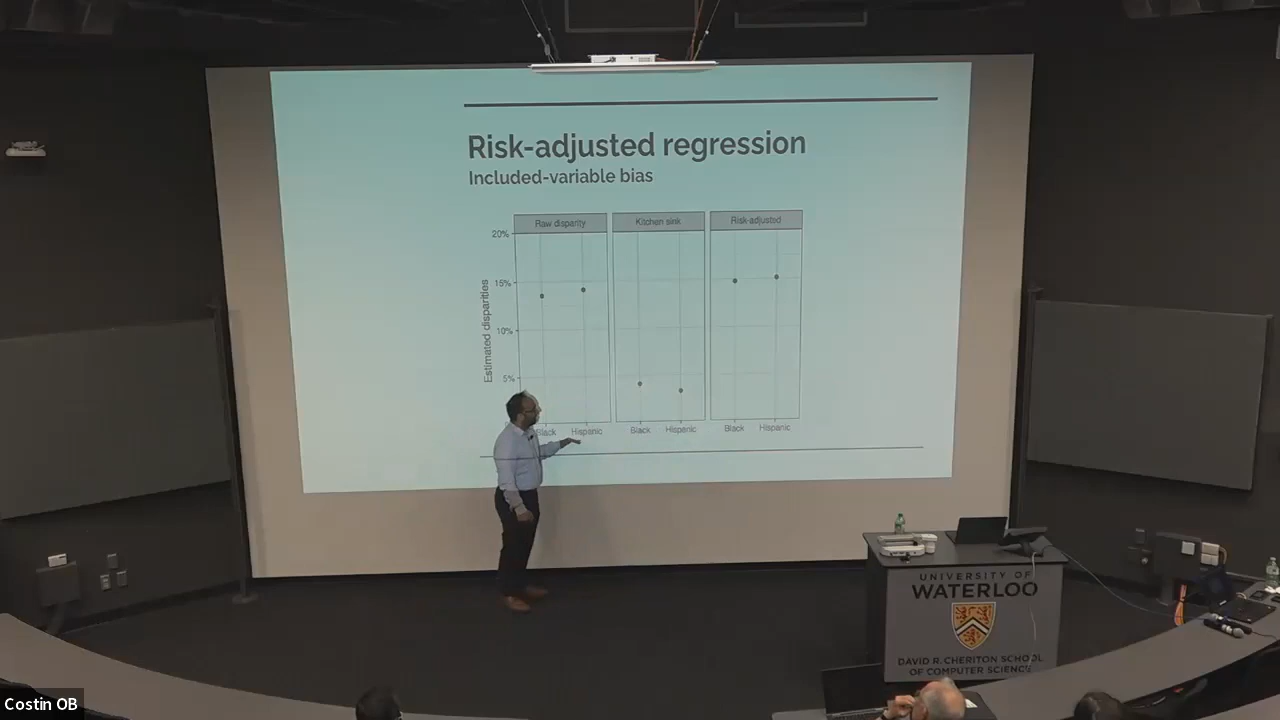 Risk-adjusted regression
Included-variable bias
Raw disparity
Kitchen sink
Risk-adjusted
20%
15%
10%
5%
Estimated disparities
Black
Hispanic
Black
Hispanic
Black
Hispanic
UNIVERSITY OF
WATERLOO
DAVID R. CHERITON SCHOOL
OF COMPUTER SCIENCE
Costin OB